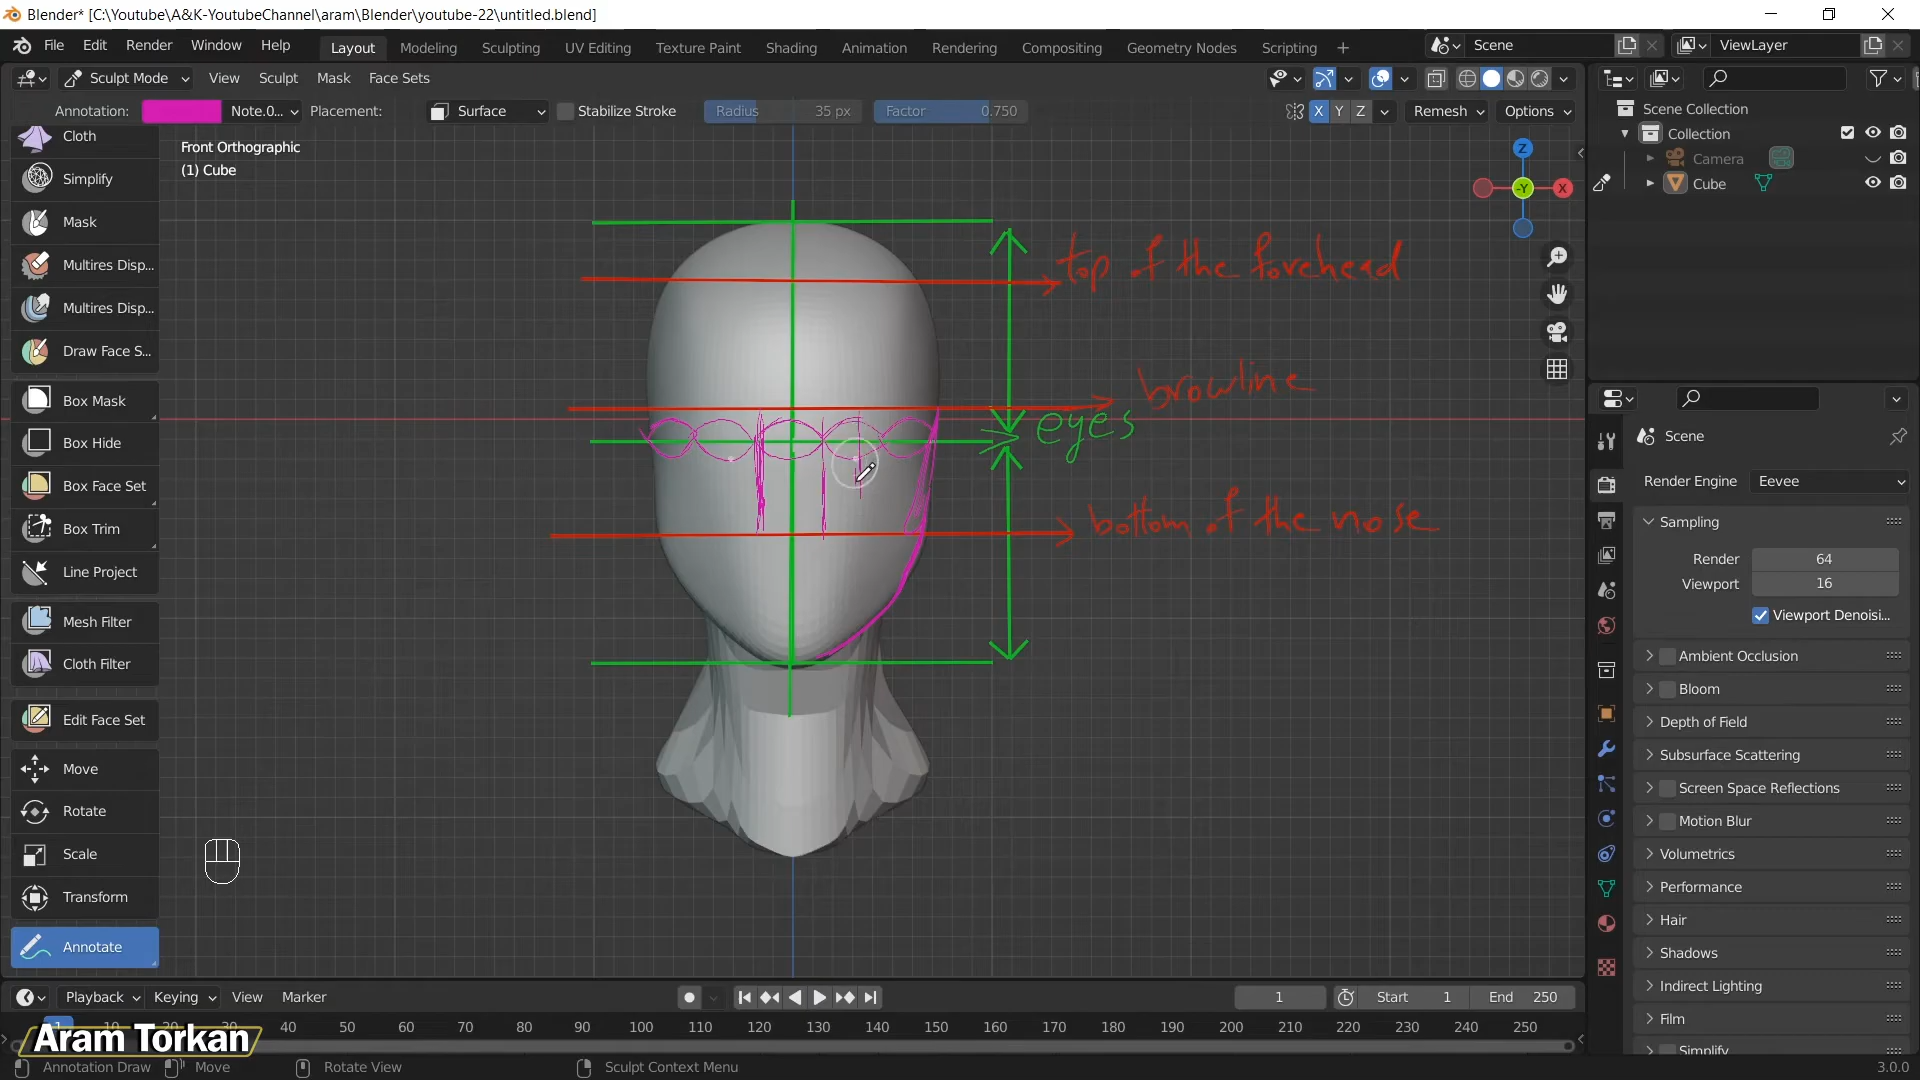 Blender* [C:\Youtube\A&K-YoutubeChannel\aram\Blender\youtube-22\untitled.blend]
File Edit Render Window Help Layout Modeling Sculpting UV Editing Texture Paint Shading Animation Rendering Compositing Geometry Nodes Scripting + Scene ViewLayer
Sculpt Mode View Sculpt Mask Face Sets
Annotation: Note.0... Placement: Surface Stabilize Stroke Radius 35 px Factor 0.750 X Y Z Remesh Options
Cloth
Simplify
Mask
Multires Disp...
Multires Disp...
Draw Face S...
Box Mask
Box Hide
Box Face Set
Box Trim
Line Project
Mesh Filter
Cloth Filter
Edit Face Set
Move
Rotate
Scale
Transform
Annotate
Front Orthographic
(1) Cube
top of the forehead
browline
eyes
bottom of the nose
Z
-Y
X
Scene Collection
Collection
Camera
Cube
Scene
Render Engine Eevee
Sampling
Render 64
Viewport 16
Viewport Denoisi...
Ambient Occlusion
Bloom
Depth of Field
Subsurface Scattering
Screen Space Reflections
Motion Blur
Volumetrics
Performance
Hair
Shadows
Indirect Lighting
Film
Simplify
Playback Keying View Marker 1 Start 1 End 250
1 40 50 60 70 80 90 100 110 120 130 140 150 160 170 180 190 200 210 220 230 240 250
Aram Torkan
Annotation Draw Move Rotate View Sculpt Context Menu 3.0.0